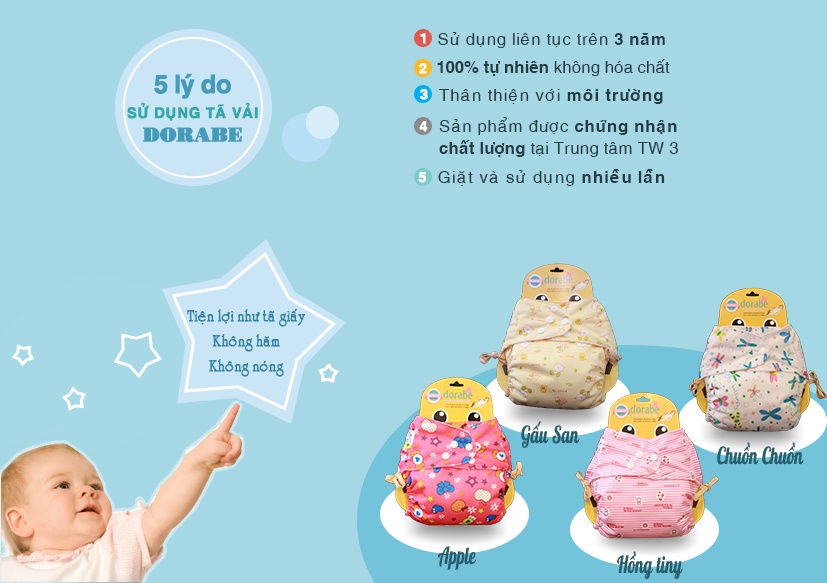 5 lý do
SỬ DỤNG TÃ VẢI
DORABE
1 Sử dụng liên tục trên 3 năm
2 100% tự nhiên không hóa chất
3 Thân thiện với môi trường
4 Sản phẩm được chứng nhận
chất lượng tại Trung tâm TW 3
5 Giặt và sử dụng nhiều lần
Tiện lợi như tã giấy
Không hăm
Không nóng
dorabe
dorabe
dorabe
dorabe
Gấu San
Chuồn Chuồn
Apple
Hồng tiny